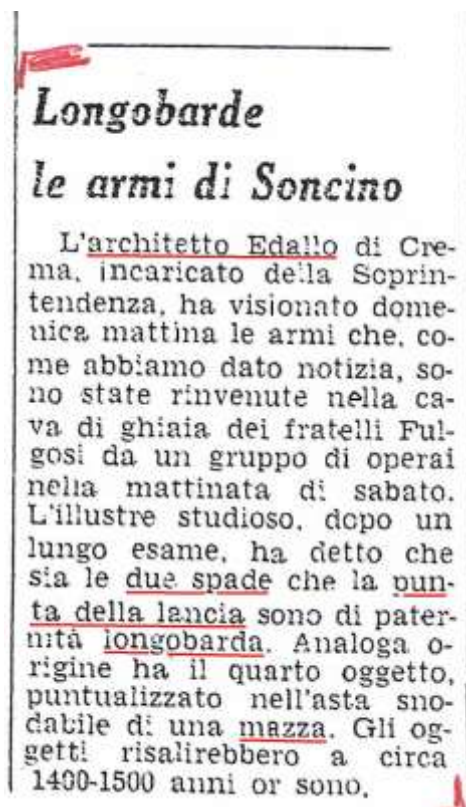 Longobarde
le armi di Soncino
L'architetto Edallo di Cre-
ma, incaricato della Soprin-
tendenza, ha visionato dome-
nica mattina le armi che, co-
me abbiamo dato notizia, so-
no state rinvenute nella ca-
va di ghiaia dei fratelli Ful-
gosi da un gruppo di operai
nella mattinata di sabato.
L'illustre studioso, dopo un
lungo esame, ha detto che
sia le due spade che la pun-
ta della lancia sono di pater-
nità longobarda. Analoga o-
rigine ha il quarto oggetto,
puntualizzato nell'asta sno-
dabile di una mazza. Gli og-
getti risalirebbero a circa
1400-1500 anni or sono.